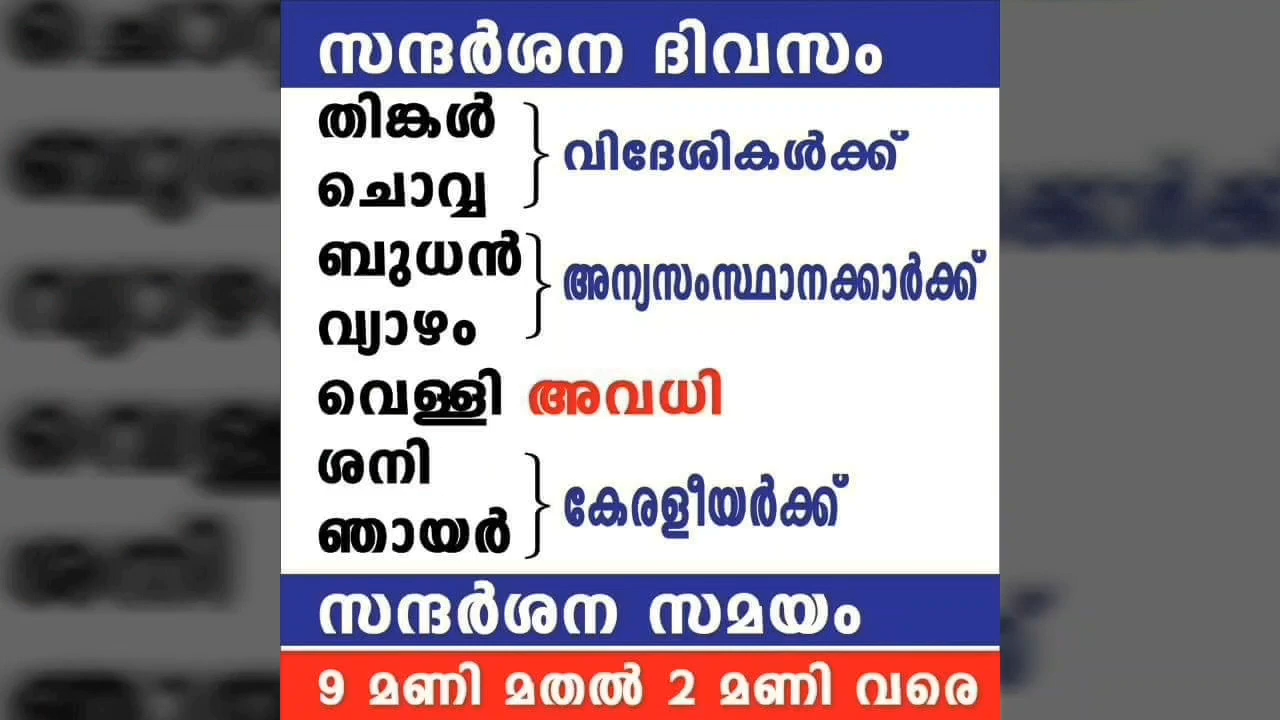 സന്ദർശന ദിവസം
തിങ്കൾ
ചൊവ്വ
വിദേശികൾക്ക്
ബുധൻ
വ്യാഴം
അന്യസംസ്ഥാനക്കാർക്ക്
വെള്ളി അവധി
ശനി
ഞായർ
കേരളീയർക്ക്
സന്ദർശന സമയം
9 മണി മതൽ 2 മണി വരെ